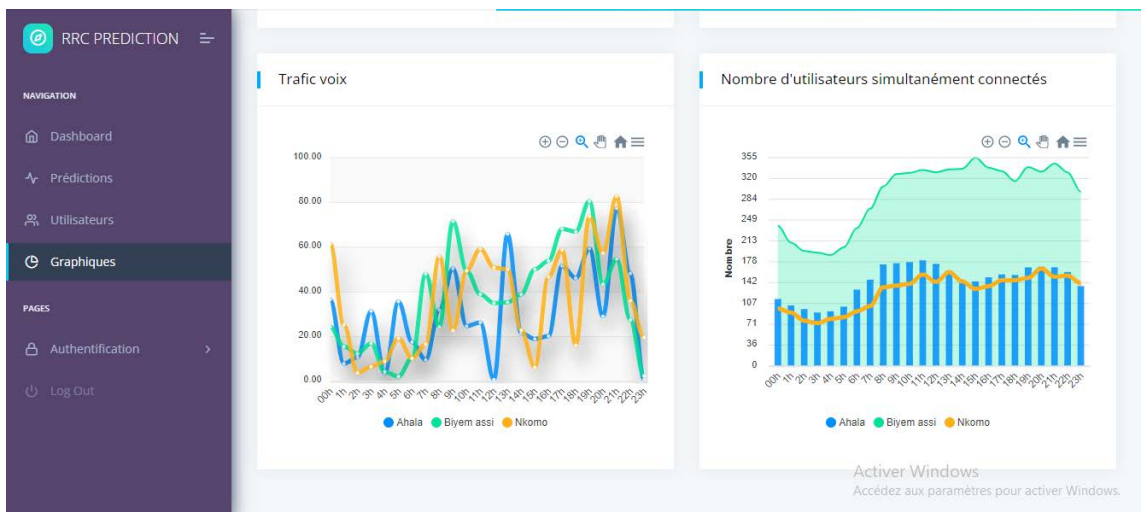 RRC PREDICTION
NAVIGATION
Dashboard
Prédictions
Utilisateurs
Graphiques
PAGES
Authentification
Log Out
Trafic voix
100.00
80.00
60.00
40.00
20.00
0.00
00h 1h 2h 3h 4h 5h 6h 7h 8h 9h 10h 11h 12h 13h 14h 15h 16h 17h 18h 19h 20h 21h 22h 23h
Ahala Biyem assi Nkomo
Nombre d'utilisateurs simultanément connectés
Nombre
355
320
284
249
213
178
142
107
71
36
0
00h 1h 2h 3h 4h 5h 6h 7h 8h 9h 10h 11h 12h 13h 14h 15h 16h 17h 18h 19h 20h 21h 22h 23h
Ahala Biyem assi Nkomo
Activer Windows
Accédez aux paramètres pour activer Windows.